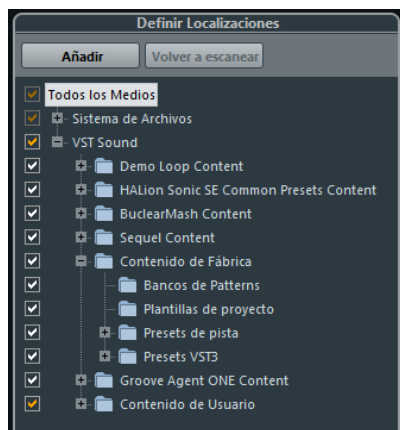 Definir Localizaciones
Añadir Volver a escanear
Todos los Medios
Sistema de Archivos
VST Sound
Demo Loop Content
HALion Sonic SE Common Presets Content
BuclearMash Content
Sequel Content
Contenido de Fábrica
Bancos de Patterns
Plantillas de proyecto
Presets de pista
Presets VST3
Groove Agent ONE Content
Contenido de Usuario